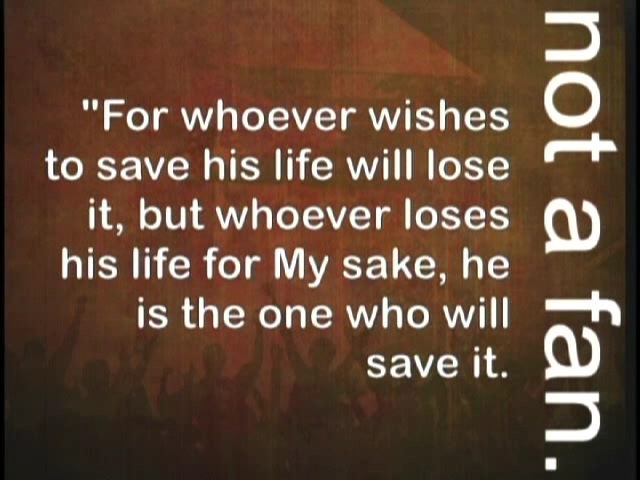 "For whoever wishes
to save his life will lose
it, but whoever loses
his life for My sake, he
is the one who will
save it.
not a fan.